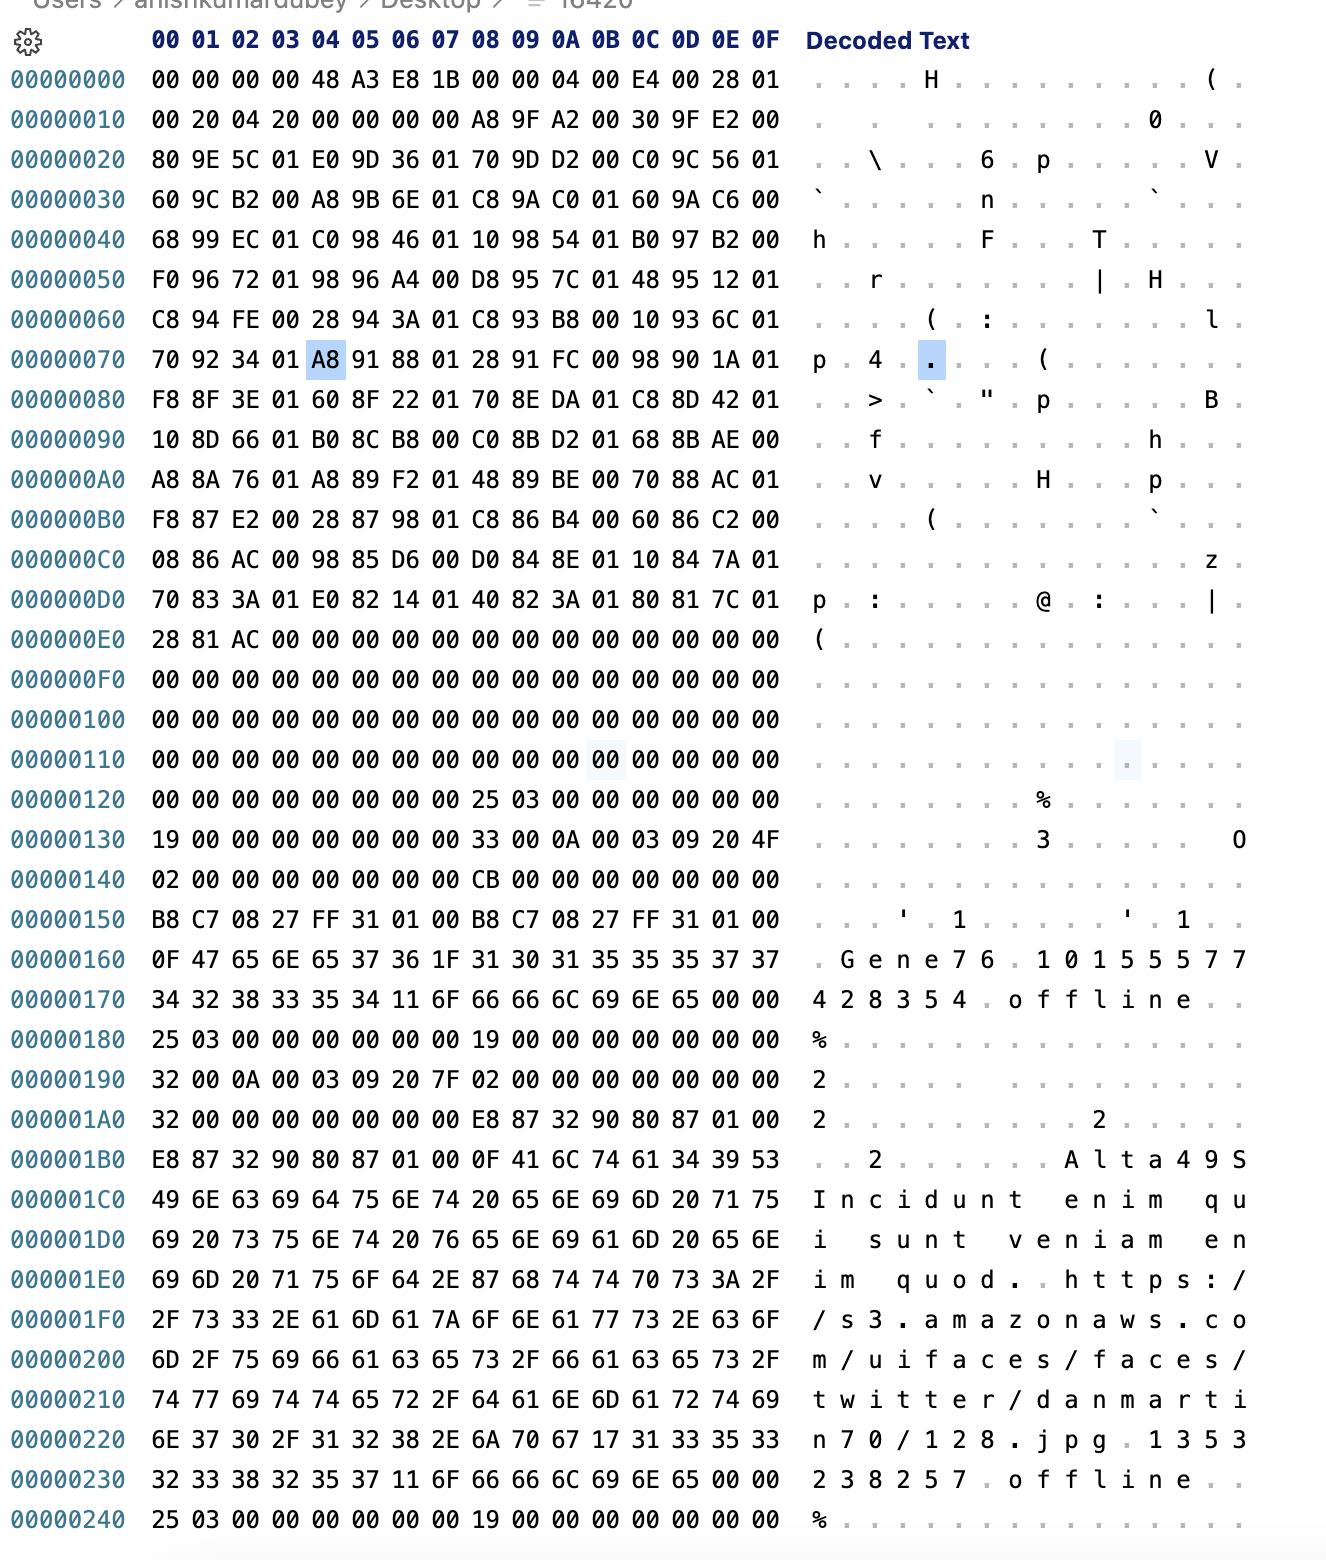 Users > anishkumardubey > Desktop > 16420
00 01 02 03 04 05 06 07 08 09 0A 0B 0C 0D 0E 0F Decoded Text
00000000 00 00 00 00 48 A3 E8 1B 00 00 04 00 E4 00 28 01 . . . . H . . . . . . . . . ( .
00000010 00 20 04 20 00 00 00 00 A8 9F A2 00 30 9F E2 00 .   .   . . . . . . . . 0 . . .
00000020 80 9E 5C 01 E0 9D 36 01 70 9D D2 00 C0 9C 56 01 . . \ . . . 6 . p . . . . . V .
00000030 60 9C B2 00 A8 9B 6E 01 C8 9A C0 01 60 9A C6 00 ` . . . . . n . . . . . ` . . .
00000040 68 99 EC 01 C0 98 46 01 10 98 54 01 B0 97 B2 00 h . . . . . F . . . T . . . . .
00000050 F0 96 72 01 98 96 A4 00 D8 95 7C 01 48 95 12 01 . . r . . . . . . . | . H . . .
00000060 C8 94 FE 00 28 94 3A 01 C8 93 B8 00 10 93 6C 01 . . . . ( . : . . . . . . . l .
00000070 70 92 34 01 A8 91 88 01 28 91 FC 00 98 90 1A 01 p . 4 . . . . . ( . . . . . . .
00000080 F8 8F 3E 01 60 8F 22 01 70 8E DA 01 C8 8D 42 01 . . > . ` . " . p . . . . . B .
00000090 10 8D 66 01 B0 8C B8 00 C0 8B D2 01 68 8B AE 00 . . f . . . . . . . . . h . . .
000000A0 A8 8A 76 01 A8 89 F2 01 48 89 BE 00 70 88 AC 01 . . v . . . . . H . . . p . . .
000000B0 F8 87 E2 00 28 87 98 01 C8 86 B4 00 60 86 C2 00 . . . . ( . . . . . . . ` . . .
000000C0 08 86 AC 00 98 85 D6 00 D0 84 8E 01 10 84 7A 01 . . . . . . . . . . . . . . z .
000000D0 70 83 3A 01 E0 82 14 01 40 82 3A 01 80 81 7C 01 p . : . . . . . @ . : . . . | .
000000E0 28 81 AC 00 00 00 00 00 00 00 00 00 00 00 00 00 ( . . . . . . . . . . . . . . .
000000F0 00 00 00 00 00 00 00 00 00 00 00 00 00 00 00 00 . . . . . . . . . . . . . . . .
00000100 00 00 00 00 00 00 00 00 00 00 00 00 00 00 00 00 . . . . . . . . . . . . . . . .
00000110 00 00 00 00 00 00 00 00 00 00 00 00 00 00 00 00 . . . . . . . . . . . . . . . .
00000120 00 00 00 00 00 00 00 00 25 03 00 00 00 00 00 00 . . . . . . . . % . . . . . . .
00000130 19 00 00 00 00 00 00 00 33 00 0A 00 03 09 20 4F . . . . . . . . 3 . . . . .   O
00000140 02 00 00 00 00 00 00 00 CB 00 00 00 00 00 00 00 . . . . . . . . . . . . . . . .
00000150 B8 C7 08 27 FF 31 01 00 B8 C7 08 27 FF 31 01 00 . . . ' . 1 . . . . . ' . 1 . .
00000160 0F 47 65 6E 65 37 36 1F 31 30 31 35 35 35 37 37 . G e n e 7 6 . 1 0 1 5 5 5 7 7
00000170 34 32 38 33 35 34 11 6F 66 66 6C 69 6E 65 00 00 4 2 8 3 5 4 . o f f l i n e . .
00000180 25 03 00 00 00 00 00 00 19 00 00 00 00 00 00 00 % . . . . . . . . . . . . . . .
00000190 32 00 0A 00 03 09 20 7F 02 00 00 00 00 00 00 00 2 . . . . .   . . . . . . . . .
000001A0 32 00 00 00 00 00 00 00 E8 87 32 90 80 87 01 00 2 . . . . . . . . . 2 . . . . .
000001B0 E8 87 32 90 80 87 01 00 0F 41 6C 74 61 34 39 53 . . 2 . . . . . . A l t a 4 9 S
000001C0 49 6E 63 69 64 75 6E 74 20 65 6E 69 6D 20 71 75 I n c i d u n t   e n i m   q u
000001D0 69 20 73 75 6E 74 20 76 65 6E 69 61 6D 20 65 6E i   s u n t   v e n i a m   e n
000001E0 69 6D 20 71 75 6F 64 2E 87 68 74 74 70 73 3A 2F i m   q u o d . . h t t p s : /
000001F0 2F 73 33 2E 61 6D 61 7A 6F 6E 61 77 73 2E 63 6F / s 3 . a m a z o n a w s . c o
00000200 6D 2F 75 69 66 61 63 65 73 2F 66 61 63 65 73 2F m / u i f a c e s / f a c e s /
00000210 74 77 69 74 74 65 72 2F 64 61 6E 6D 61 72 74 69 t w i t t e r / d a n m a r t i
00000220 6E 37 30 2F 31 32 38 2E 6A 70 67 17 31 33 35 33 n 7 0 / 1 2 8 . j p g . 1 3 5 3
00000230 32 33 38 32 35 37 11 6F 66 66 6C 69 6E 65 00 00 2 3 8 2 5 7 . o f f l i n e . .
00000240 25 03 00 00 00 00 00 00 19 00 00 00 00 00 00 00 % . . . . . . . . . . . . . . .